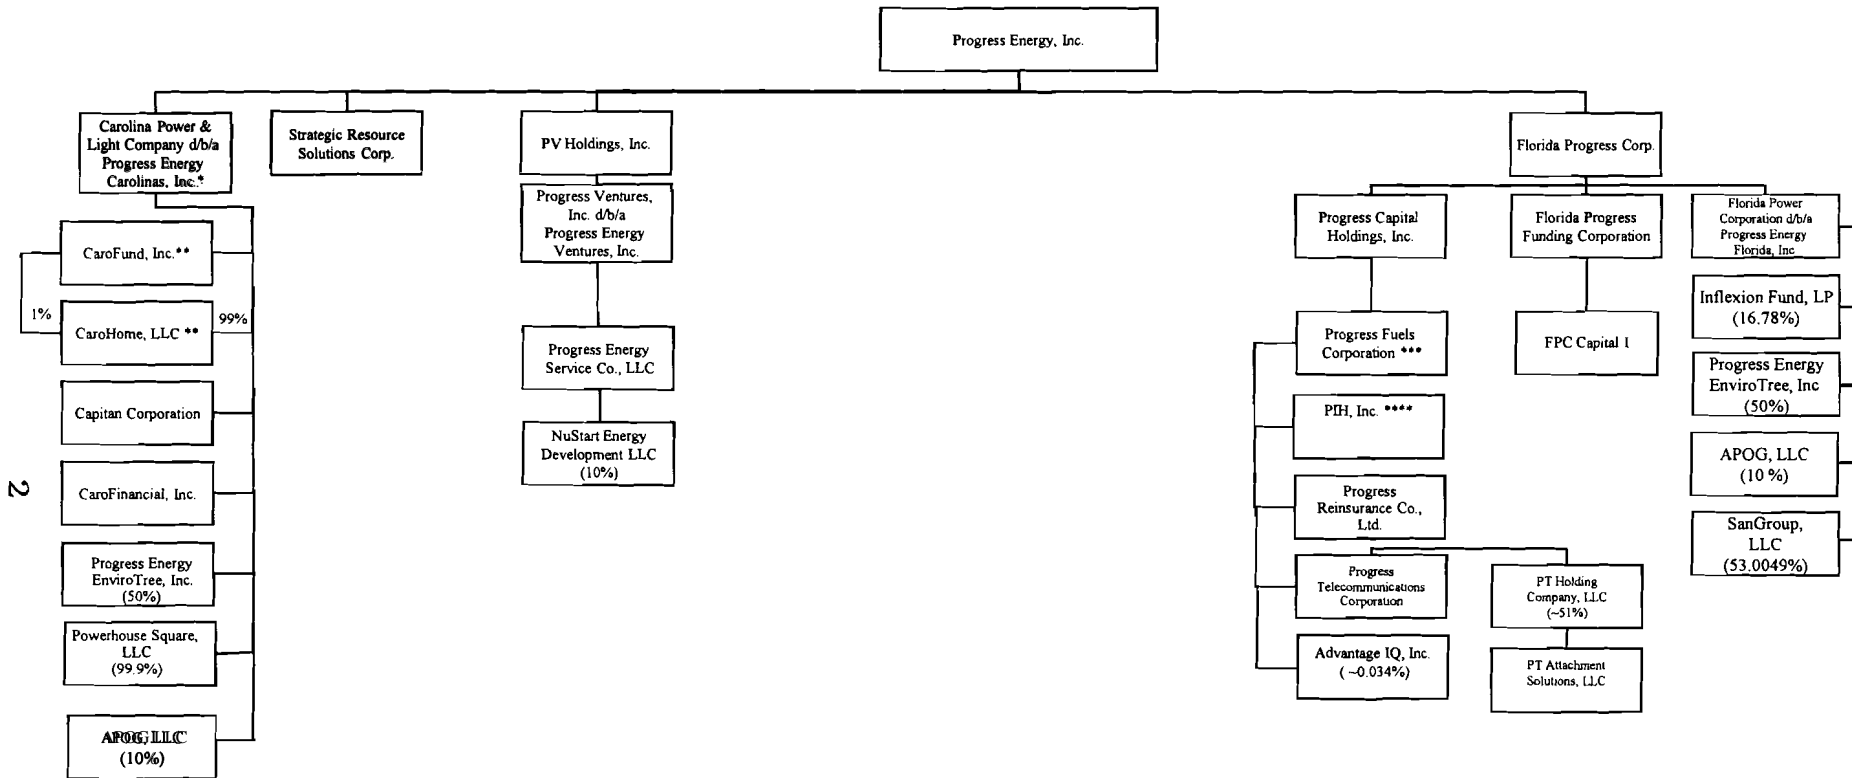 Progress Energy, Inc.
Carolina Power &
Light Company d/b/a
Progress Energy
Carolinas, Inc.*
Strategic Resource
Solutions Corp.
PV Holdings, Inc.
Florida Progress Corp.
Progress Ventures,
Inc. d/b/a
Progress Energy
Ventures, Inc.
Progress Capital
Holdings, Inc.
Florida Progress
Funding Corporation
Florida Power
Corporation d/b/a
Progress Energy
Florida, Inc
CaroFund, Inc.**
1%
CaroHome, LLC **
99%
Capitan Corporation
CaroFinancial, Inc.
Progress Energy
EnviroTree, Inc.
(50%)
Powerhouse Square,
LLC
(99.9%)
APOG, LLC
(10%)
Progress Energy
Service Co., LLC
NuStart Energy
Development LLC
(10%)
Progress Fuels
Corporation ***
PIH, Inc. ****
Progress
Reinsurance Co.,
Ltd.
Progress
Telecommunications
Corporation
Advantage IQ, Inc.
( ~0.034%)
PT Holding
Company, LLC
(~51%)
PT Attachment
Solutions, LLC
FPC Capital I
Inflexion Fund, LP
(16.78%)
Progress Energy
EnviroTree, Inc
(50%)
APOG, LLC
(10 %)
SanGroup,
LLC
(53.0049%)
2